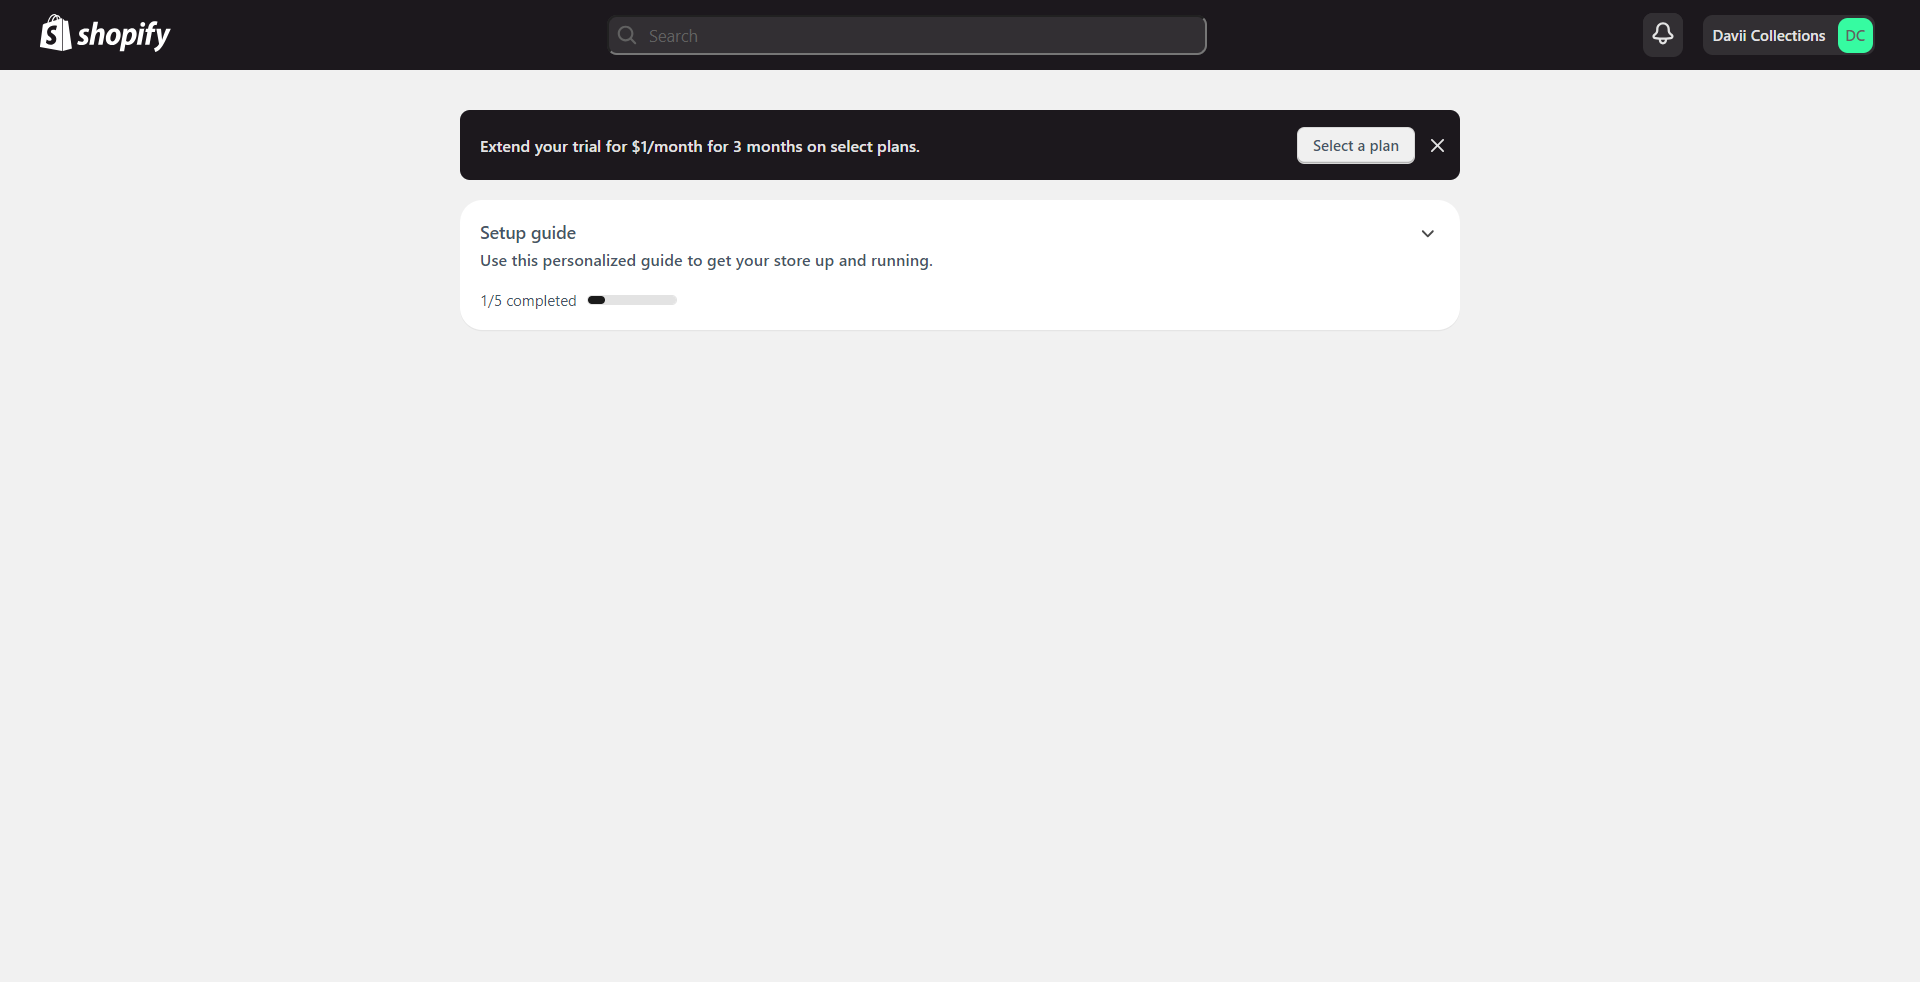 shopify
Search
Davii Collections
DC
Extend your trial for $1/month for 3 months on select plans.
Select a plan
Setup guide
Use this personalized guide to get your store up and running.
1/5 completed